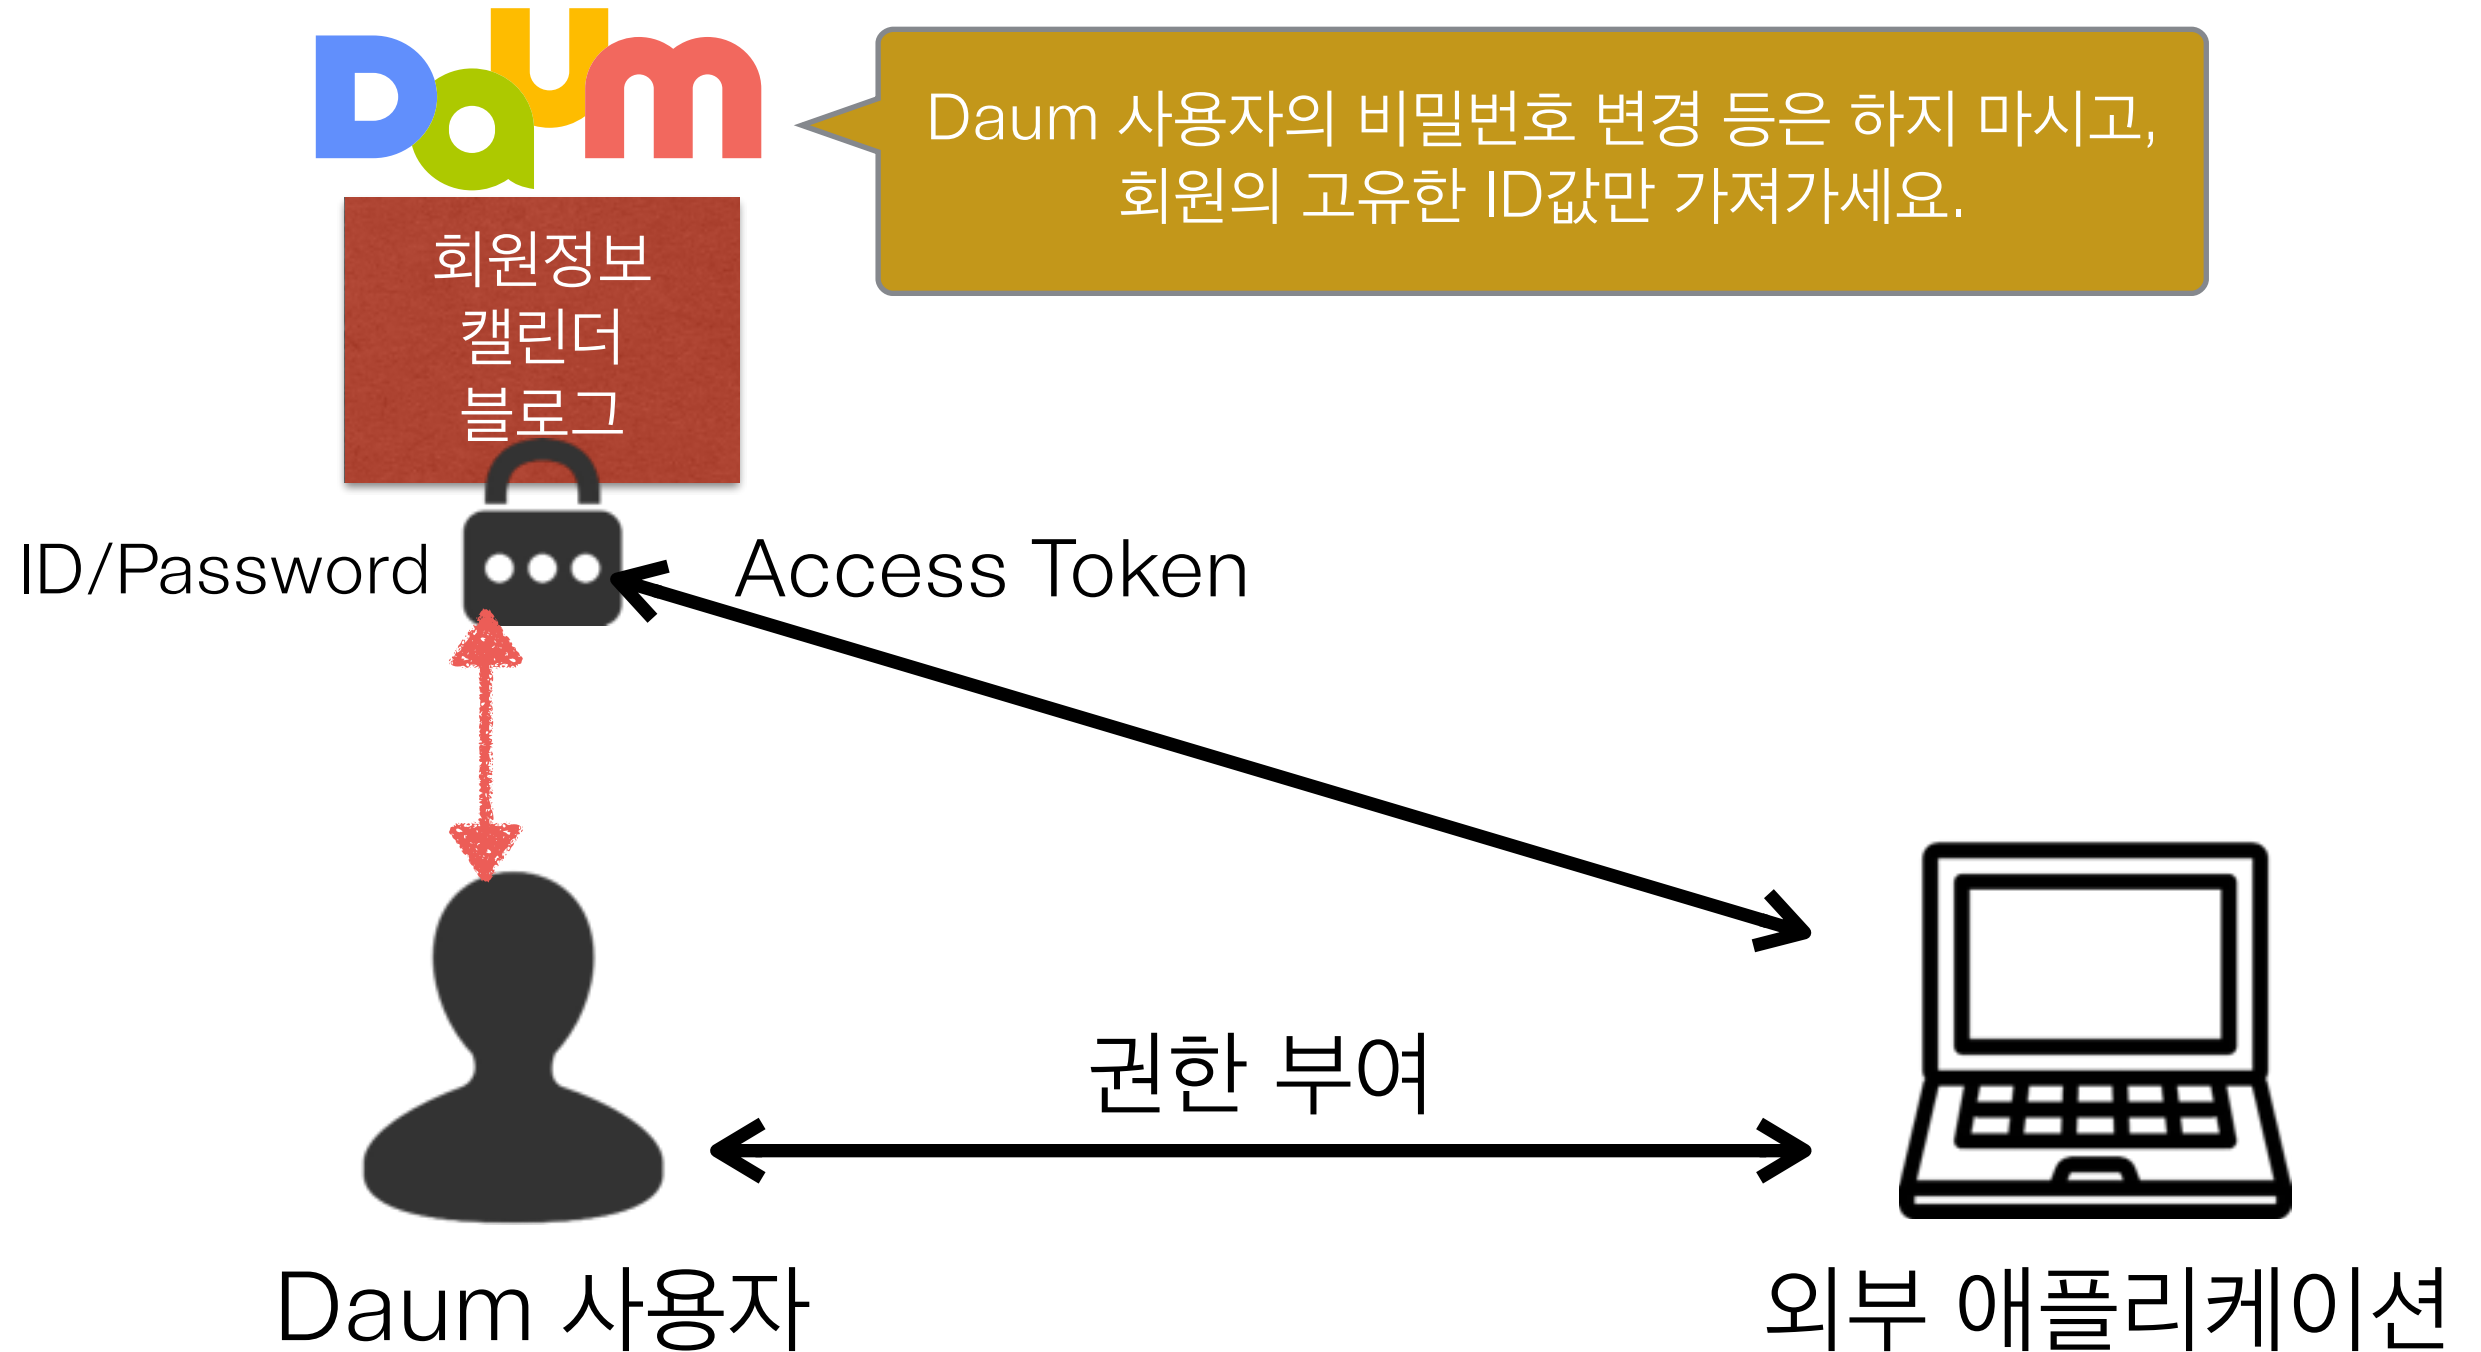 Daum
Daum 사용자의 비밀번호 변경 등은 하지 마시고,
회원의 고유한 ID값만 가져가세요.
회원정보
캘린더
블로그
ID/Password
Access Token
권한 부여
Daum 사용자
외부 애플리케이션